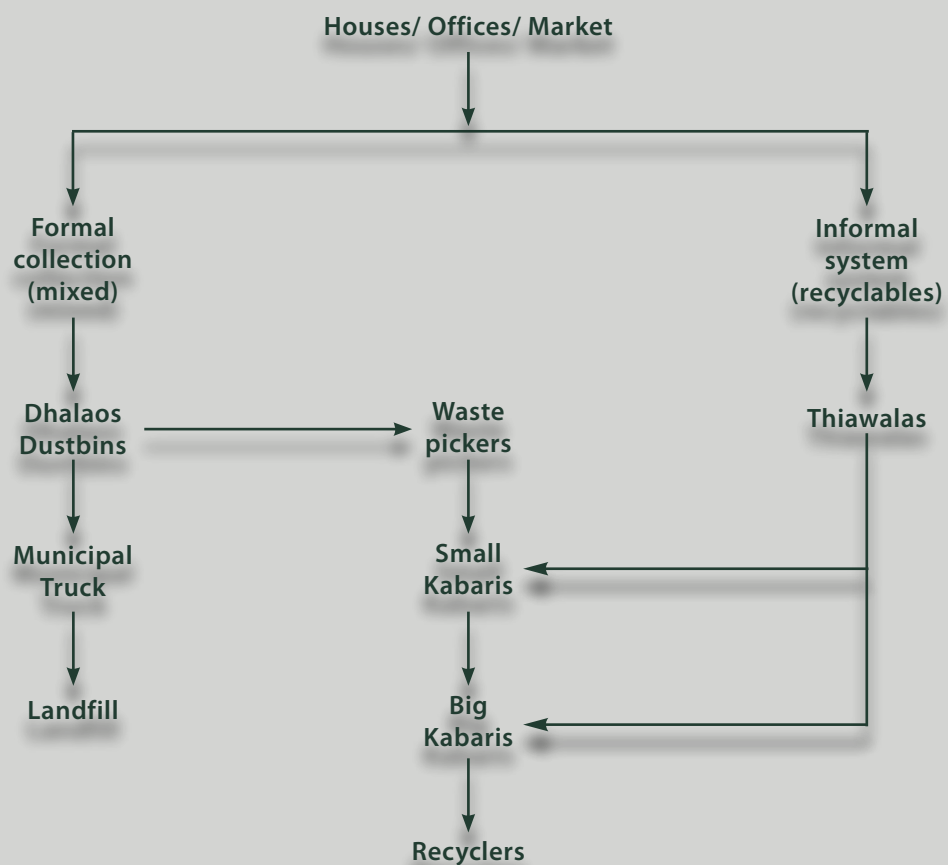 Houses/ Offices/ Market
Formal
collection
(mixed)
Informal
system
(recyclables)
Dhalaos
Dustbins
Waste
pickers
Thiawalas
Municipal
Truck
Small
Kabaris
Landfill
Big
Kabaris
Recyclers